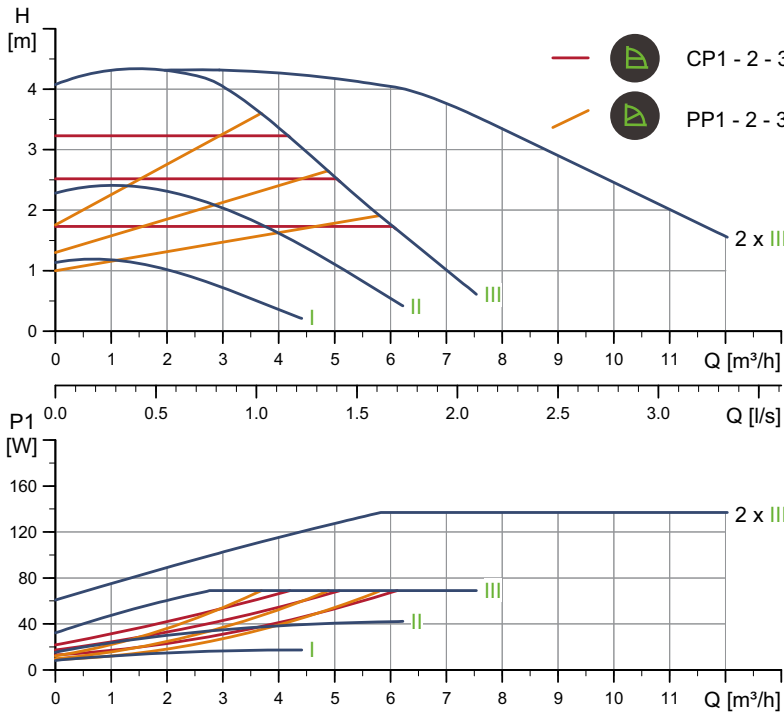 H
[m]
CP1 - 2 - 3
PP1 - 2 - 3
4
3
2
1
0
2 x III
III
II
I
0 1 2 3 4 5 6 7 8 9 10 11 Q [m³/h]
0.0 0.5 1.0 1.5 2.0 2.5 3.0 Q [l/s]
P1
[W]
160
120
80
40
0
2 x III
III
II
I
0 1 2 3 4 5 6 7 8 9 10 11 Q [m³/h]